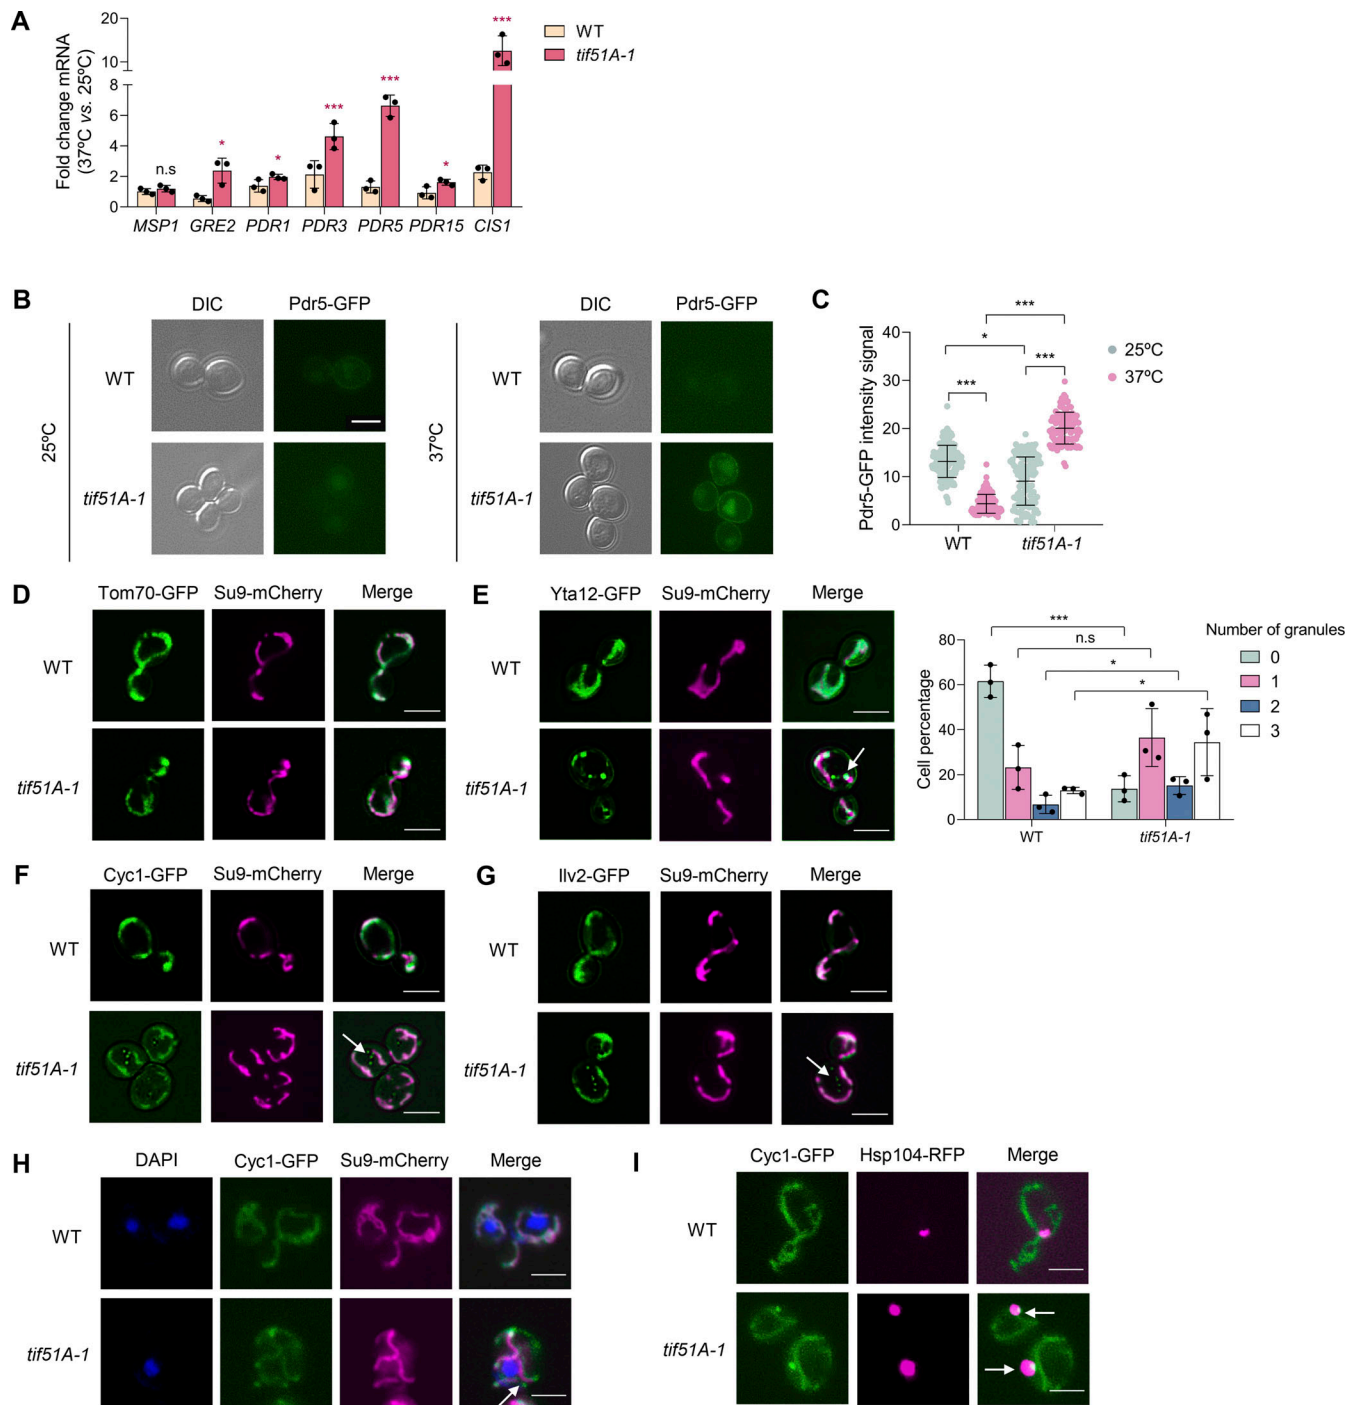 A
Fold change mRNA
(37ºC vs. 25ºC)
20
10
8
6
4
2
0
n.s
*
*
***
***
*
***
MSP1 GRE2 PDR1 PDR3 PDR5 PDR15 CIS1
WT
tif51A-1
B
DIC Pdr5-GFP
25ºC
WT
tif51A-1
DIC Pdr5-GFP
37ºC
WT
tif51A-1
C
Pdr5-GFP intensity signal
40
30
20
10
0
***
*
***
***
WT tif51A-1
25ºC
37ºC
D
Tom70-GFP Su9-mCherry Merge
WT
tif51A-1
E
Yta12-GFP Su9-mCherry Merge
WT
tif51A-1
Cell percentage
80
60
40
20
0
***
n.s
*
*
WT tif51A-1
Number of granules
0
1
2
3
F
Cyc1-GFP Su9-mCherry Merge
WT
tif51A-1
G
Ilv2-GFP Su9-mCherry Merge
WT
tif51A-1
H
DAPI Cyc1-GFP Su9-mCherry Merge
WT
tif51A-1
I
Cyc1-GFP Hsp104-RFP Merge
WT
tif51A-1